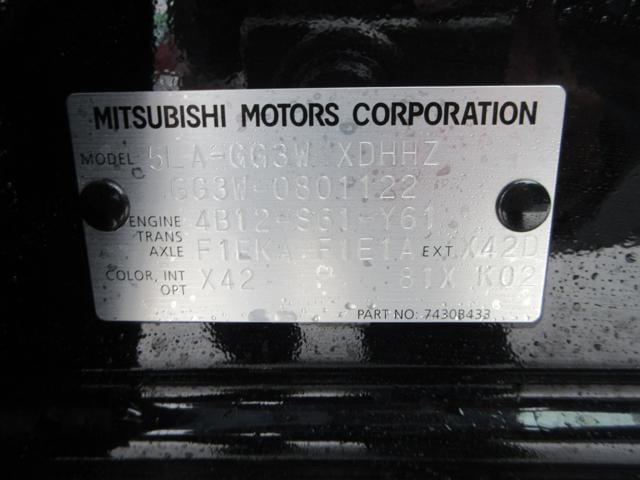 MITSUBISHI MOTORS CORPORATION
MODEL 5LA-GG3W XDHHZ
GG3W-0801122
ENGINE 4B12-S61-Y61
TRANS
AXLE F1EKA F1E1A EXT X42D
COLOR, INT X42 81X K02
OPT
PART NO: 7430B433